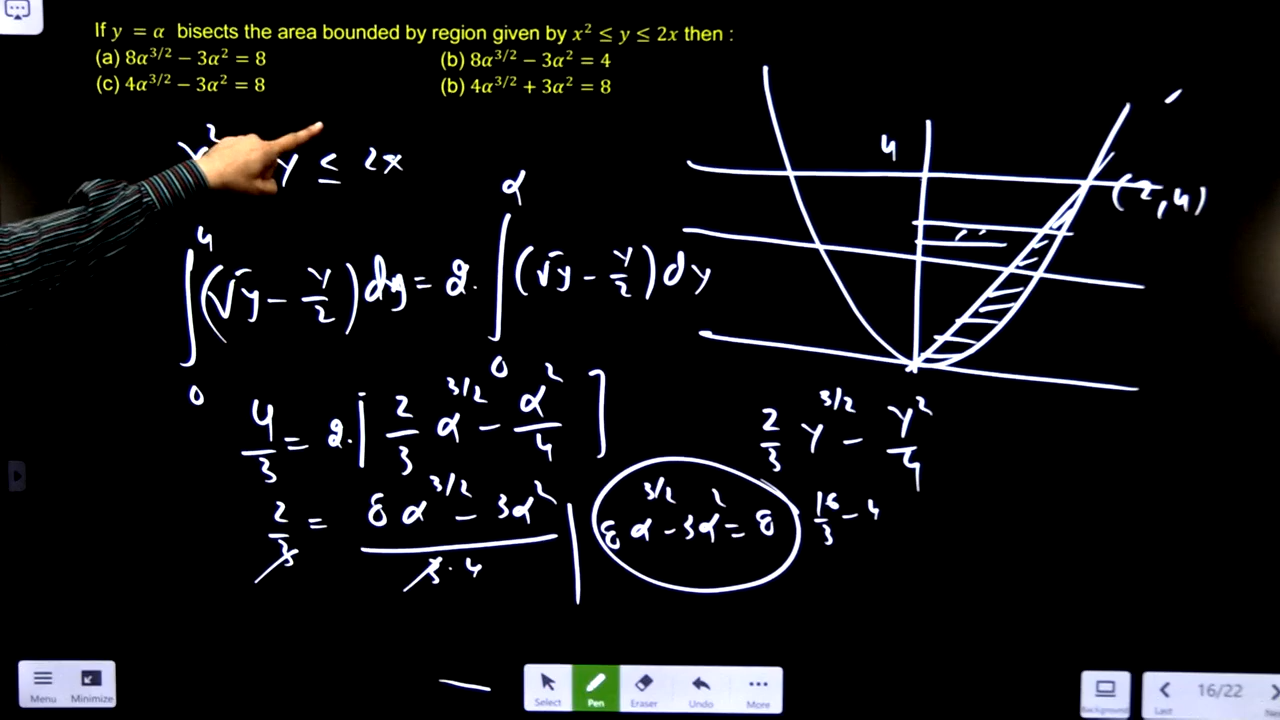 If y = α bisects the area bounded by region given by x² ≤ y ≤ 2x then :
(a) 8α^{3/2} − 3α² = 8 (b) 8α^{3/2} − 3α² = 4
(c) 4α^{3/2} − 3α² = 8 (b) 4α^{3/2} + 3α² = 8
y ≤ 2x
∫₀⁴ (√y − y/2) dy = 2. ∫₀^α (√y − y/2) dy
4/3 = 2.[2/3 α^{3/2} − α²/4]
2/3 = (8α^{3/2} − 3α²)/(3·4)
8α^{3/2} − 3α² = 8
4
(2,4)
2/3 y^{3/2} − y²/4
16/3 − 4
Menu
Minimize
Select
Pen
Eraser
Undo
More
Background
16/22
Last